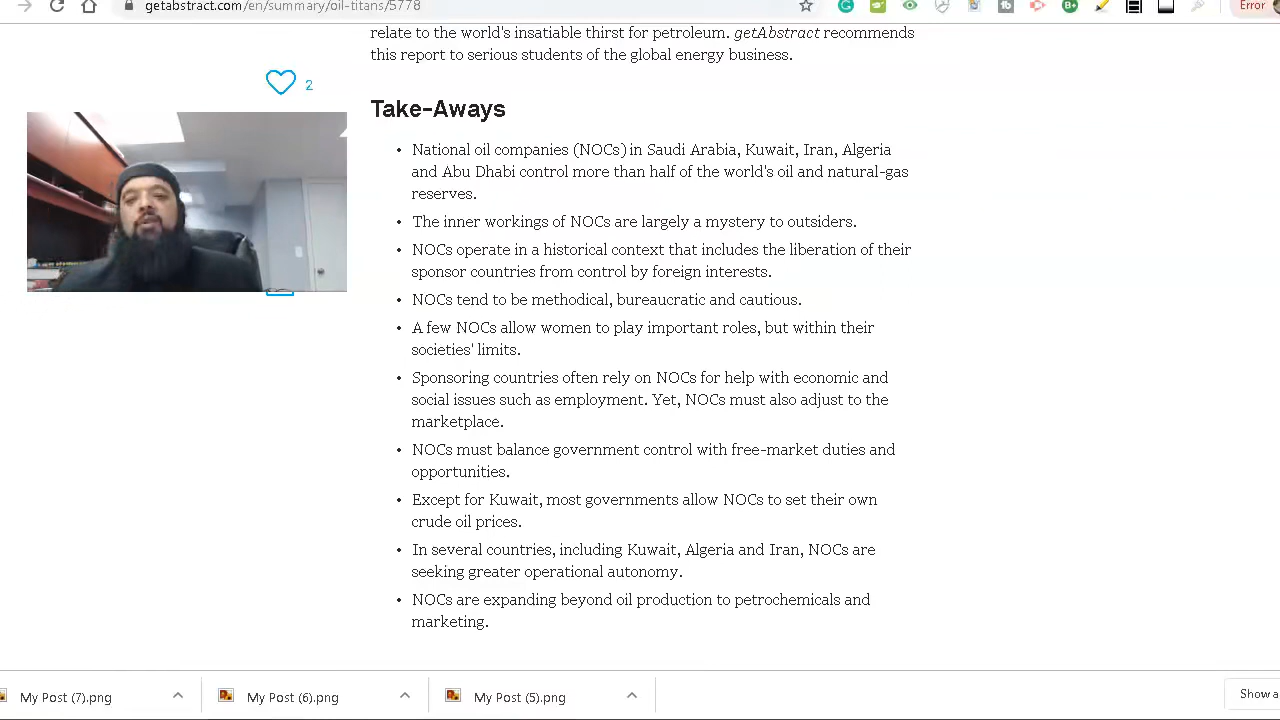 getabstract.com/en/summary/oil-titans/5778
Error
relate to the world's insatiable thirst for petroleum. getAbstract recommends
this report to serious students of the global energy business.
2
Take-Aways
• National oil companies (NOCs) in Saudi Arabia, Kuwait, Iran, Algeria
and Abu Dhabi control more than half of the world's oil and natural-gas
reserves.
• The inner workings of NOCs are largely a mystery to outsiders.
• NOCs operate in a historical context that includes the liberation of their
sponsor countries from control by foreign interests.
• NOCs tend to be methodical, bureaucratic and cautious.
• A few NOCs allow women to play important roles, but within their
societies' limits.
• Sponsoring countries often rely on NOCs for help with economic and
social issues such as employment. Yet, NOCs must also adjust to the
marketplace.
• NOCs must balance government control with free-market duties and
opportunities.
• Except for Kuwait, most governments allow NOCs to set their own
crude oil prices.
• In several countries, including Kuwait, Algeria and Iran, NOCs are
seeking greater operational autonomy.
• NOCs are expanding beyond oil production to petrochemicals and
marketing.
My Post (7).png
My Post (6).png
My Post (5).png
Show a